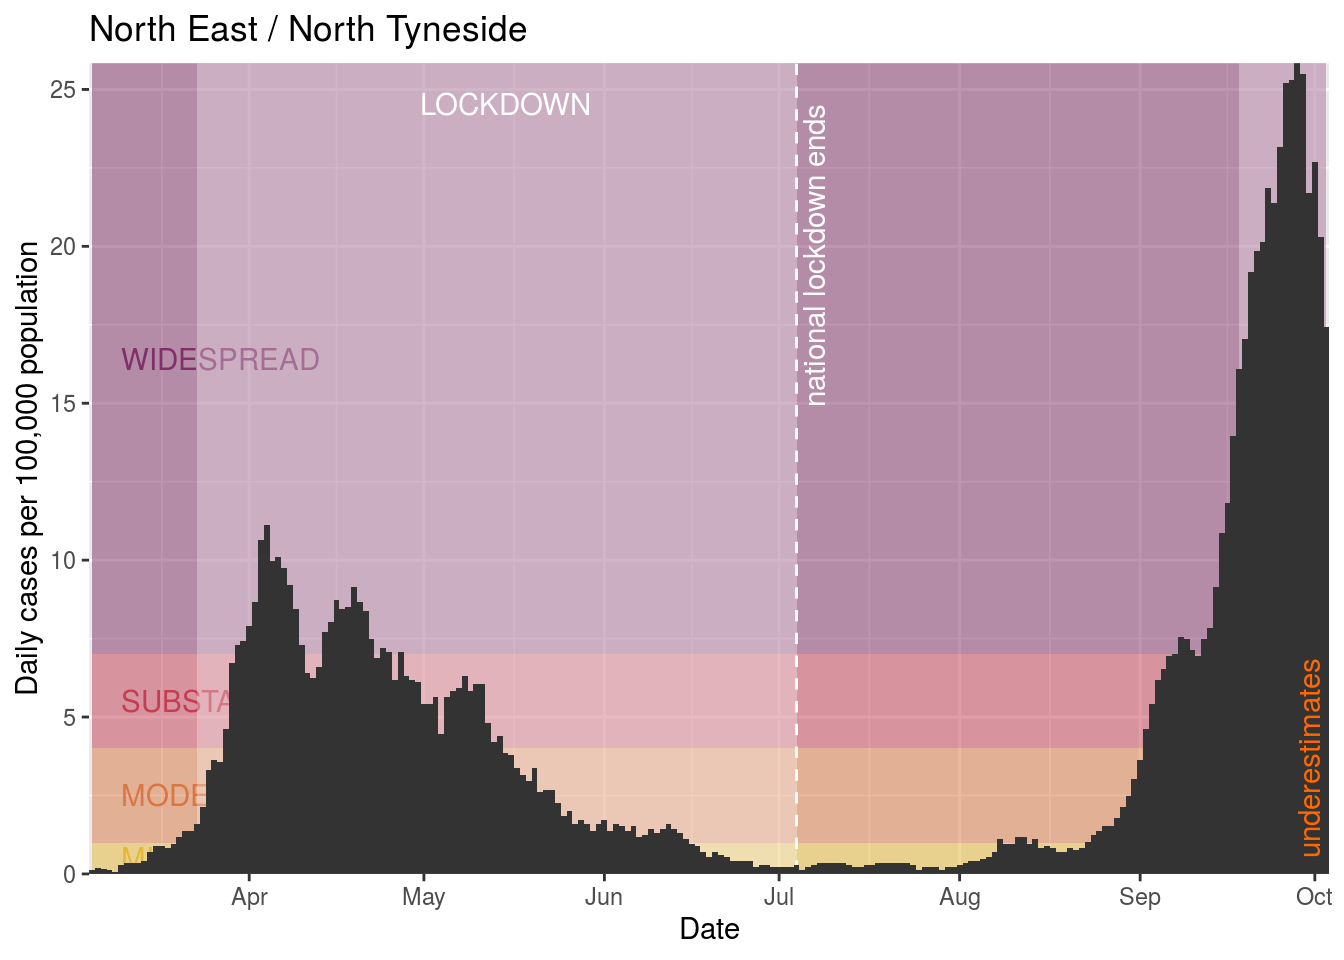 North East / North Tyneside
25
20
15
10
5
0
Daily cases per 100,000 population
LOCKDOWN
national lockdown ends
WIDESPREAD
SUBSTA
MODE
underestimates
Apr
May
Jun
Jul
Aug
Sep
Oct
Date